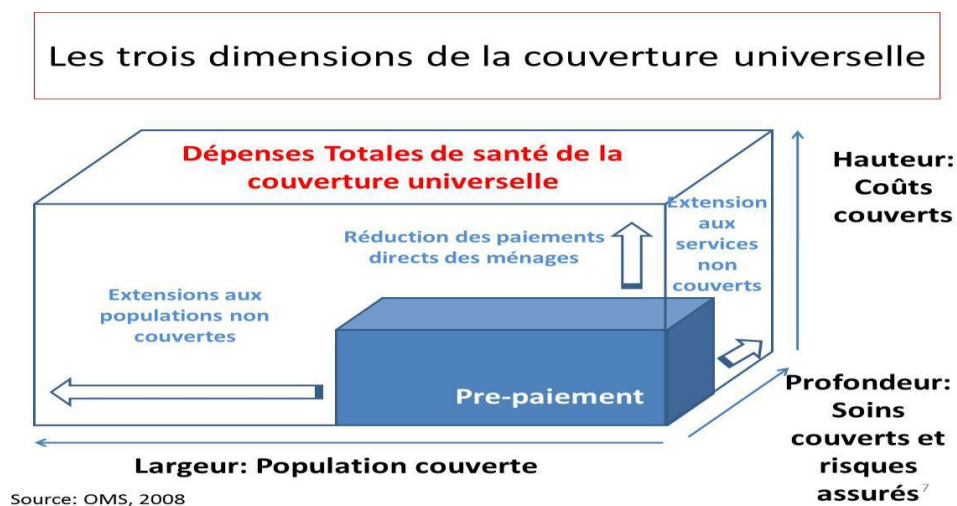 Les trois dimensions de la couverture universelle
Dépenses Totales de santé de la
couverture universelle
Hauteur:
Coûts
couverts
Extension
aux
services
non
couverts
Réduction des paiements
directs des ménages
Extensions aux
populations non
couvertes
Pre-paiement
Profondeur:
Soins
couverts et
risques
assurés
7
Largeur: Population couverte
Source: OMS, 2008